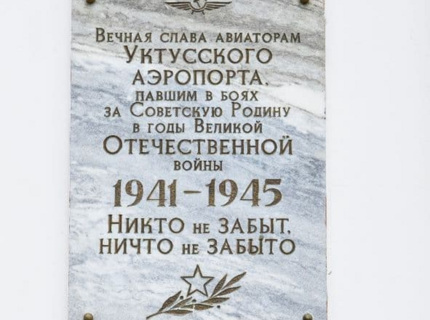 Вечная слава авиаторам
Уктусского
аэропорта,
павшим в боях
за Советскую Родину
в годы Великой
Отечественной
войны
1941–1945
Никто не забыт,
ничто не забыто